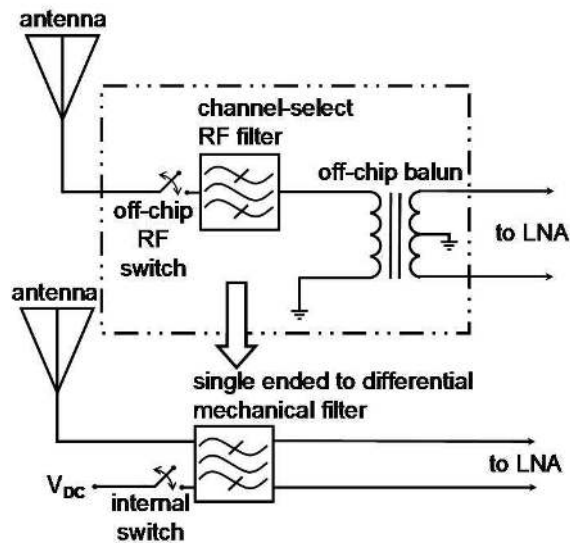 antenna
channel-select
RF filter
off-chip balun
off-chip
RF
switch
to LNA
antenna
single ended to differential
mechanical filter
to LNA
VDC
internal
switch